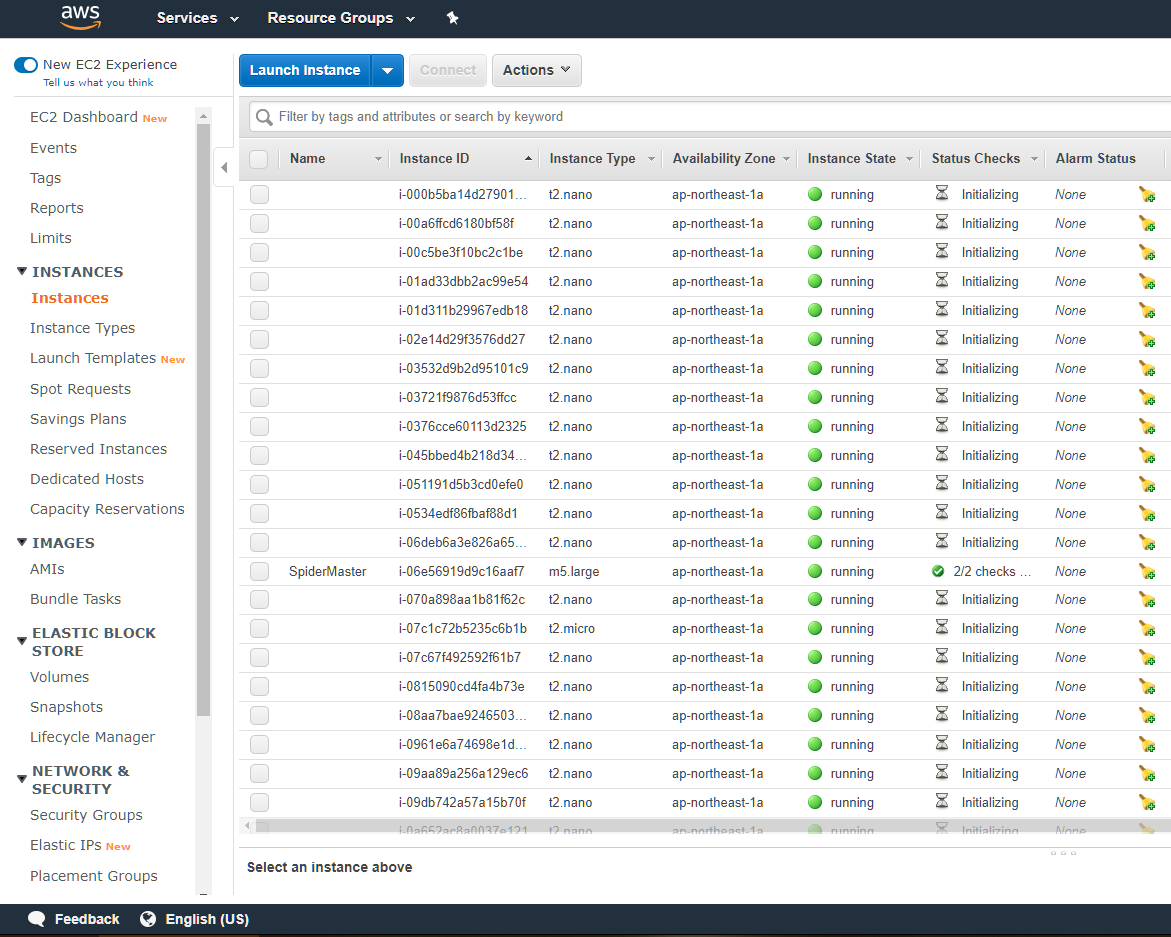 aws Services Resource Groups
New EC2 Experience
Tell us what you think
EC2 Dashboard New
Events
Tags
Reports
Limits
INSTANCES
Instances
Instance Types
Launch Templates New
Spot Requests
Savings Plans
Reserved Instances
Dedicated Hosts
Capacity Reservations
IMAGES
AMIs
Bundle Tasks
ELASTIC BLOCK
STORE
Volumes
Snapshots
Lifecycle Manager
NETWORK &
SECURITY
Security Groups
Elastic IPs New
Placement Groups
Launch Instance Connect Actions
Filter by tags and attributes or search by keyword
Name Instance ID Instance Type Availability Zone Instance State Status Checks Alarm Status
i-000b5ba14d27901... t2.nano ap-northeast-1a running Initializing None
i-00a6ffcd6180bf58f t2.nano ap-northeast-1a running Initializing None
i-00c5be3f10bc2c1be t2.nano ap-northeast-1a running Initializing None
i-01ad33dbb2ac99e54 t2.nano ap-northeast-1a running Initializing None
i-01d311b29967edb18 t2.nano ap-northeast-1a running Initializing None
i-02e14d29f3576dd27 t2.nano ap-northeast-1a running Initializing None
i-03532d9b2d95101c9 t2.nano ap-northeast-1a running Initializing None
i-03721f9876d53ffcc t2.nano ap-northeast-1a running Initializing None
i-0376cce60113d2325 t2.nano ap-northeast-1a running Initializing None
i-045bbed4b218d34... t2.nano ap-northeast-1a running Initializing None
i-051191d5b3cd0efe0 t2.nano ap-northeast-1a running Initializing None
i-0534edf86fbaf88d1 t2.nano ap-northeast-1a running Initializing None
i-06deb6a3e826a65... t2.nano ap-northeast-1a running Initializing None
SpiderMaster i-06e56919d9c16aaf7 m5.large ap-northeast-1a running 2/2 checks ... None
i-070a898aa1b81f62c t2.nano ap-northeast-1a running Initializing None
i-07c1c72b5235c6b1b t2.micro ap-northeast-1a running Initializing None
i-07c67f492592f61b7 t2.nano ap-northeast-1a running Initializing None
i-0815090cd4fa4b73e t2.nano ap-northeast-1a running Initializing None
i-08aa7bae9246503... t2.nano ap-northeast-1a running Initializing None
i-0961e6a74698e1d... t2.nano ap-northeast-1a running Initializing None
i-09aa89a256a129ec6 t2.nano ap-northeast-1a running Initializing None
i-09db742a57a15b70f t2.nano ap-northeast-1a running Initializing None
i-0a652ac8a0037e121 t2.nano ap-northeast-1a running Initializing None
Select an instance above
Feedback English (US)